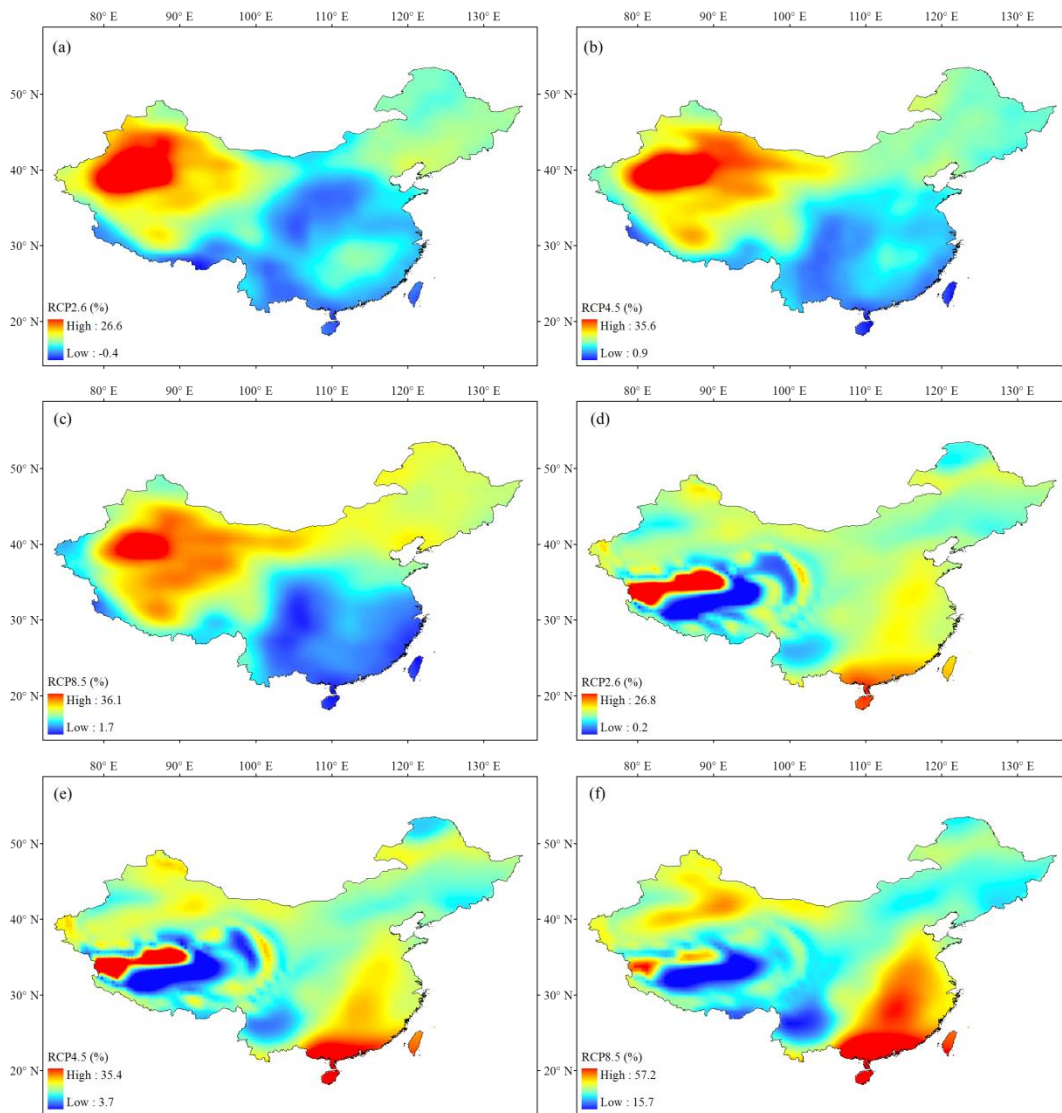 80° E 90° E 100° E 110° E 120° E 130° E 80° E 90° E 100° E 110° E 120° E 130° E
(a) (b)
50° N 50° N
40° N 40° N
30° N 30° N
RCP2.6 (%) RCP4.5 (%)
High : 26.6 High : 35.6
20° N 20° N
Low : -0.4 Low : 0.9
80° E 90° E 100° E 110° E 120° E 130° E 80° E 90° E 100° E 110° E 120° E 130° E
(c) (d)
50° N 50° N
40° N 40° N
30° N 30° N
RCP8.5 (%) RCP2.6 (%)
High : 36.1 High : 26.8
20° N 20° N
Low : 1.7 Low : 0.2
80° E 90° E 100° E 110° E 120° E 130° E 80° E 90° E 100° E 110° E 120° E 130° E
(e) (f)
50° N 50° N
40° N 40° N
30° N 30° N
RCP4.5 (%) RCP8.5 (%)
High : 35.4 High : 57.2
20° N 20° N
Low : 3.7 Low : 15.7